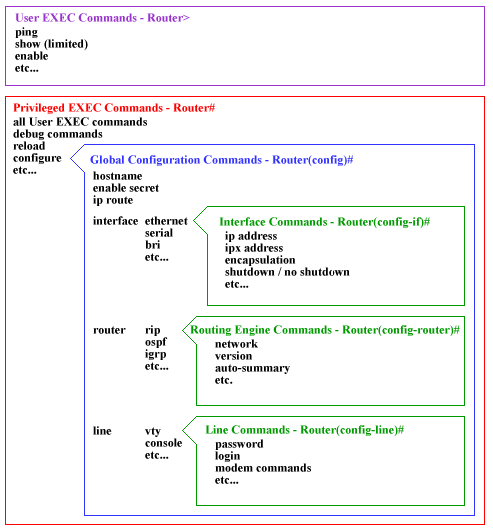 User EXEC Commands - Router>
ping
show (limited)
enable
etc...
Privileged EXEC Commands - Router#
all User EXEC commands
debug commands
reload
configure
etc...
Global Configuration Commands - Router(config)#
hostname
enable secret
ip route
interface ethernet
serial
bri
etc...
Interface Commands - Router(config-if)#
ip address
ipx address
encapsulation
shutdown / no shutdown
etc...
router rip
ospf
igrp
etc...
Routing Engine Commands - Router(config-router)#
network
version
auto-summary
etc.
line vty
console
etc...
Line Commands - Router(config-line)#
password
login
modem commands
etc...